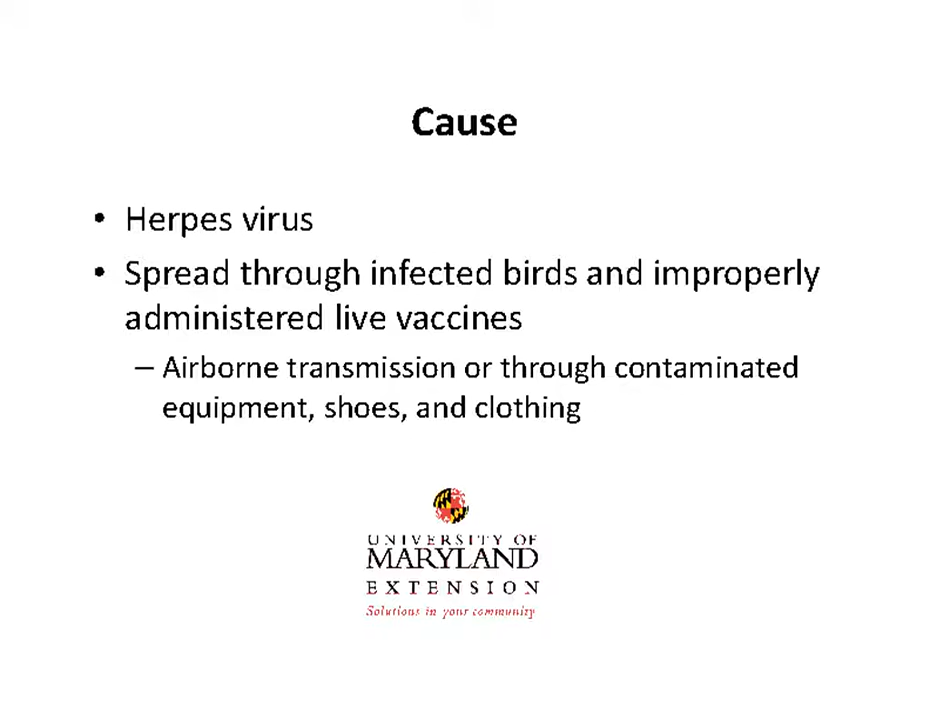 Cause
• Herpes virus
• Spread through infected birds and improperly
administered live vaccines
– Airborne transmission or through contaminated
equipment, shoes, and clothing
UNIVERSITY OF
MARYLAND
EXTENSION
Solutions in your community